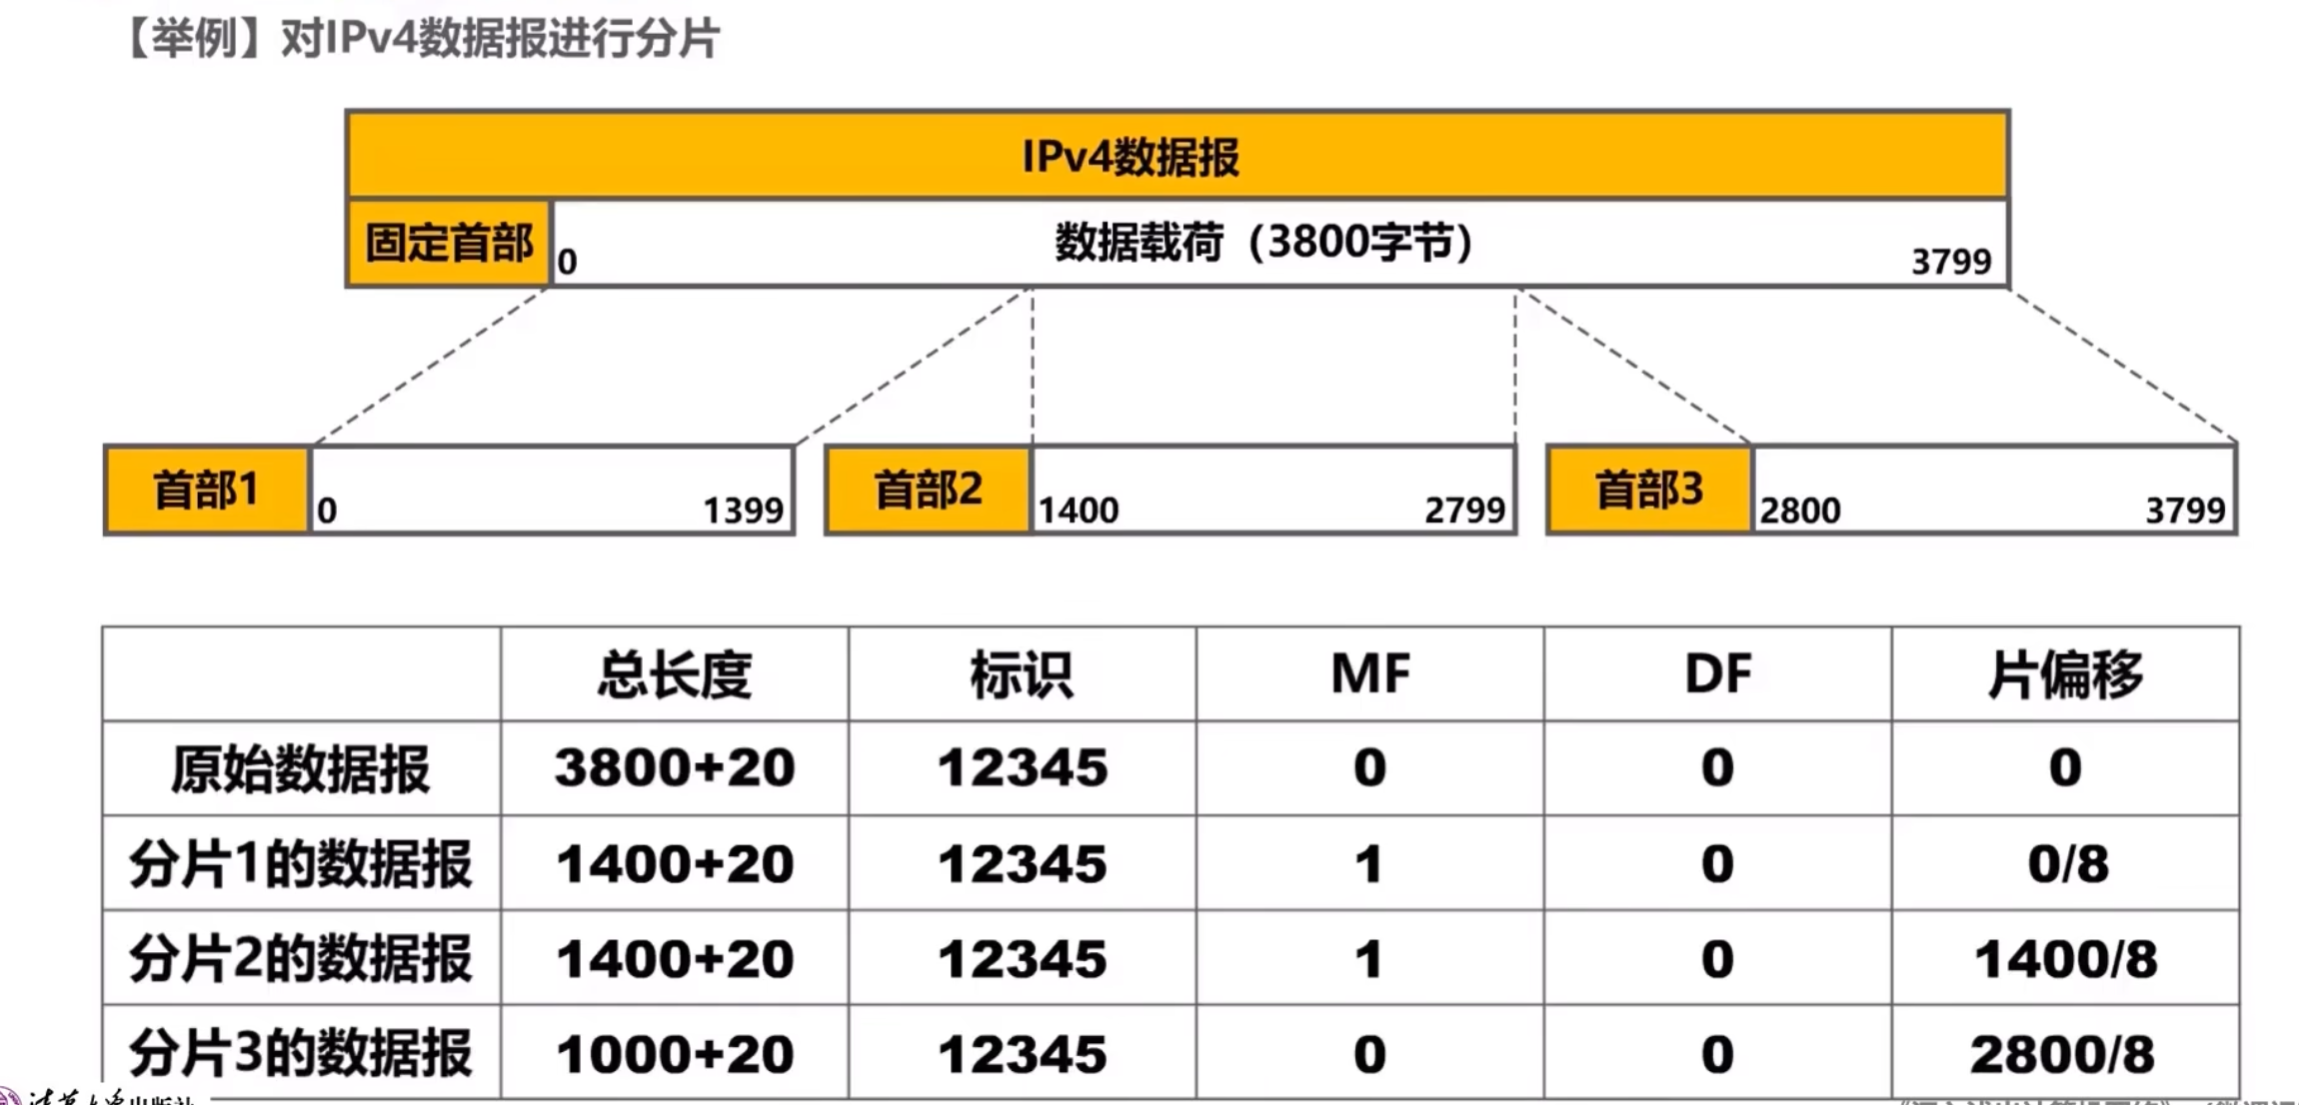 【举例】对IPv4数据报进行分片
IPv4数据报
固定首部 0 数据载荷（3800字节） 3799
首部1 0 1399 首部2 1400 2799 首部3 2800 3799
总长度 标识 MF DF 片偏移
原始数据报 3800+20 12345 0 0 0
分片1的数据报 1400+20 12345 1 0 0/8
分片2的数据报 1400+20 12345 1 0 1400/8
分片3的数据报 1000+20 12345 0 0 2800/8
清华大学出版社